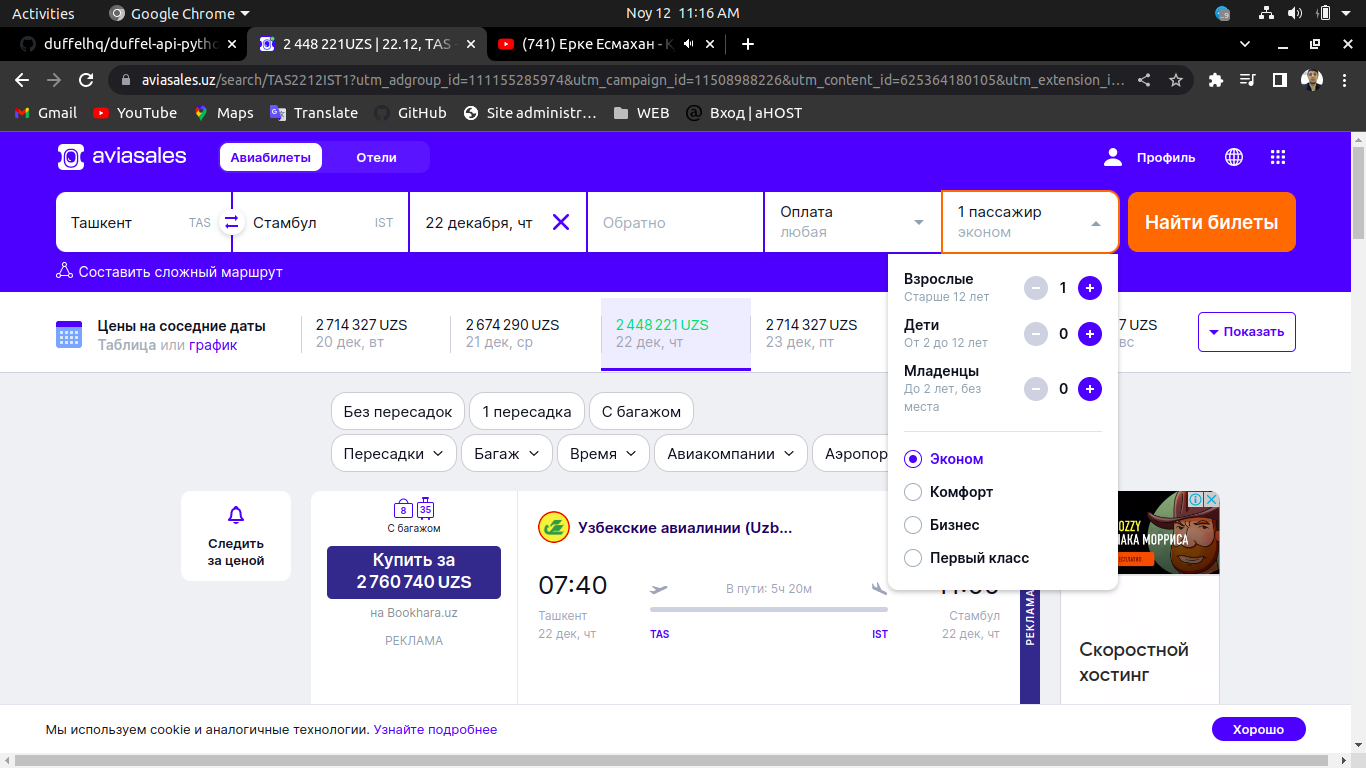 Activities
Google Chrome
Noy 12 11:16 AM
duffelhq/duffel-api-pytho
2 448 221UZS | 22.12, TAS
(741) Ерке Есмахан - К
aviasales.uz/search/TAS2212IST1?utm_adgroup_id=111155285974&utm_campaign_id=11508988226&utm_content_id=625364180105&utm_extension_i…
Gmail
YouTube
Maps
Translate
GitHub
Site administr…
WEB
Вход | aHOST
aviasales
Авиабилеты
Отели
Профиль
Ташкент TAS
Стамбул IST
22 декабря, чт
Обратно
Оплата
любая
1 пассажир
эконом
Найти билеты
Составить сложный маршрут
Взрослые
Старше 12 лет
1
Дети
От 2 до 12 лет
0
Младенцы
До 2 лет, без
места
0
Эконом
Комфорт
Бизнес
Первый класс
Цены на соседние даты
Таблица или график
2 714 327 UZS
20 дек, вт
2 674 290 UZS
21 дек, ср
2 448 221 UZS
22 дек, чт
2 714 327 UZS
23 дек, пт
7 UZS
вс
Показать
Без пересадок
1 пересадка
С багажом
Пересадки
Багаж
Время
Авиакомпании
Аэропор
Следить
за ценой
8
35
С багажом
Купить за
2 760 740 UZS
на Bookhara.uz
РЕКЛАМА
Узбекские авиалинии (Uzb...
07:40
В пути: 5ч 20м
Ташкент
22 дек, чт
TAS
IST
Стамбул
22 дек, чт
РЕКЛАМА
OZZY
ЛАКА МОРРИСА
Скоростной
хостинг
Мы используем cookie и аналогичные технологии. Узнайте подробнее
Хорошо